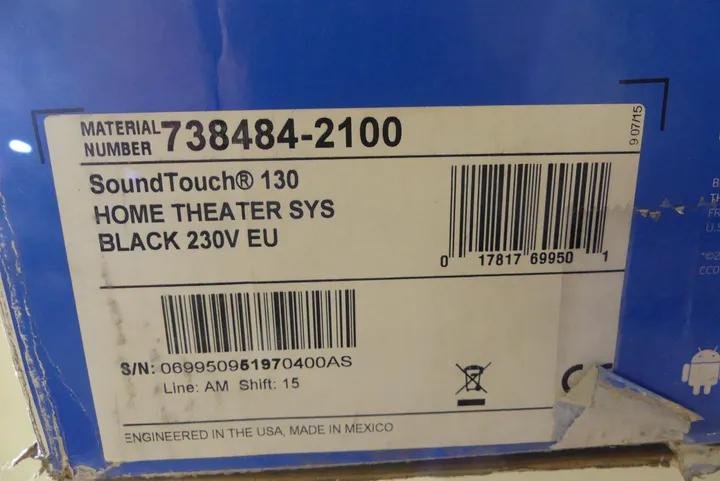 MATERIAL NUMBER 738484-2100
9/07/15
SoundTouch® 130
HOME THEATER SYS
BLACK 230V EU
0 17817 69950 1
S/N: 069950951970400AS
Line: AM Shift: 15
ENGINEERED IN THE USA, MADE IN MEXICO